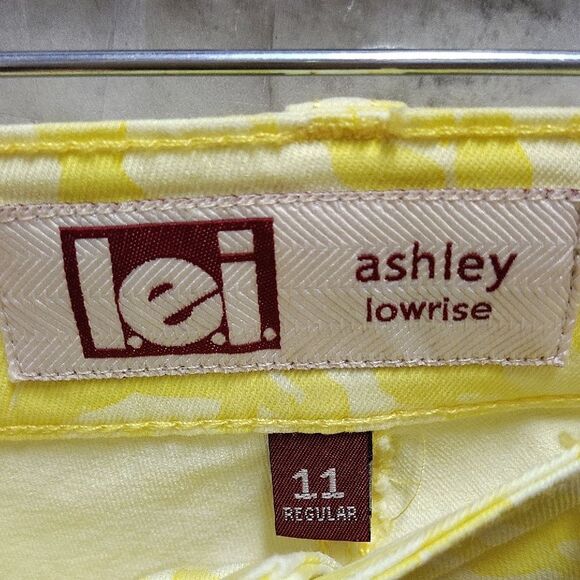 l.e.i.
ashley
lowrise
11
REGULAR